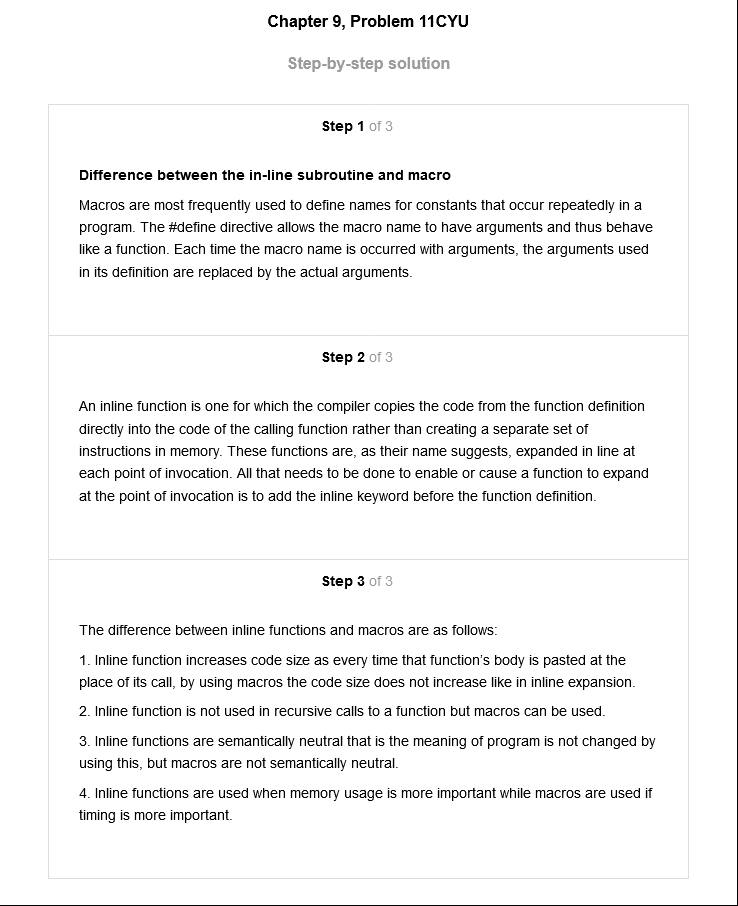 Chapter 9, Problem 11CYU
Step-by-step solution
Step 1 of 3
Difference between the in-line subroutine and macro
Macros are most frequently used to define names for constants that occur repeatedly in a
program. The #define directive allows the macro name to have arguments and thus behave
like a function. Each time the macro name is occurred with arguments, the arguments used
in its definition are replaced by the actual arguments.
Step 2 of 3
An inline function is one for which the compiler copies the code from the function definition
directly into the code of the calling function rather than creating a separate set of
instructions in memory. These functions are, as their name suggests, expanded in line at
each point of invocation. All that needs to be done to enable or cause a function to expand
at the point of invocation is to add the inline keyword before the function definition.
Step 3 of 3
The difference between inline functions and macros are as follows:
1. Inline function increases code size as every time that function's body is pasted at the
place of its call, by using macros the code size does not increase like in inline expansion.
2. Inline function is not used in recursive calls to a function but macros can be used.
3. Inline functions are semantically neutral that is the meaning of program is not changed by
using this, but macros are not semantically neutral.
4. Inline functions are used when memory usage is more important while macros are used if
timing is more important.